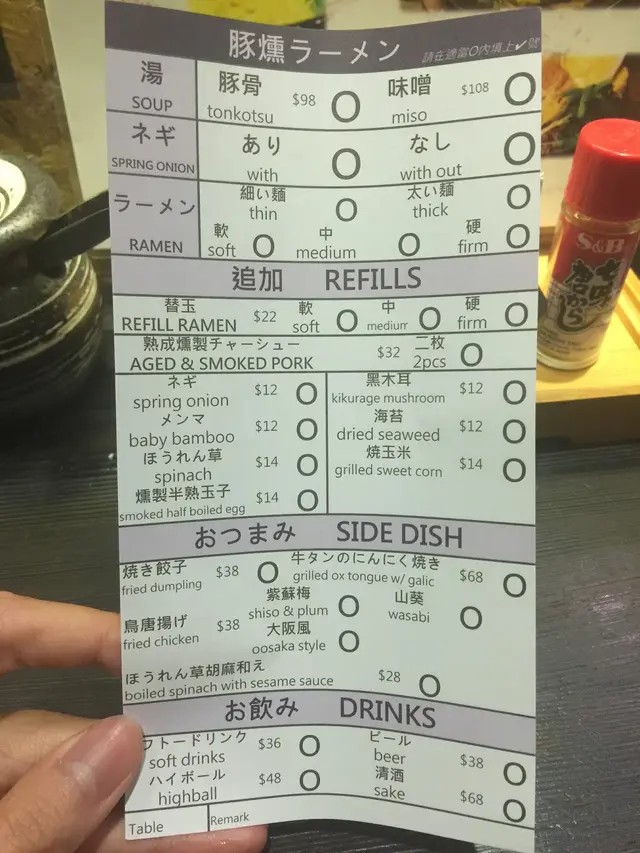 豚燻ラーメン 請在適當O內填上✔號
湯 SOUP 豚骨 tonkotsu $98 O 味噌 miso $108 O
ネギ SPRING ONION あり with O なし with out O
ラーメン RAMEN 細い麵 thin O 太い麵 thick O
軟 soft O 中 medium O 硬 firm O
追加 REFILLS
替玉 REFILL RAMEN $22 軟 soft O 中 medium O 硬 firm O
熟成燻製チャーシュー AGED & SMOKED PORK $32 二枚 2pcs O
ネギ spring onion $12 O 黑木耳 kikurage mushroom $12 O
メンマ baby bamboo $12 O 海苔 dried seaweed $12 O
ほうれん草 spinach $14 O 焼玉米 grilled sweet corn $14 O
燻製半熟玉子 smoked half boiled egg $14 O
おつまみ SIDE DISH
焼き餃子 fried dumpling $38 O 牛タンのにんにく焼き grilled ox tongue w/ galic $68 O
鳥唐揚げ fried chicken $38 紫蘇梅 shiso & plum O 山葵 wasabi O
大阪風 oosaka style O
ほうれん草胡麻和え boiled spinach with sesame sauce $28 O
お飲み DRINKS
フトードリンク soft drinks $36 O ビール beer $38 O
ハイボール highball $48 O 清酒 sake $68 O
Table Remark
S&B
七味唐からし